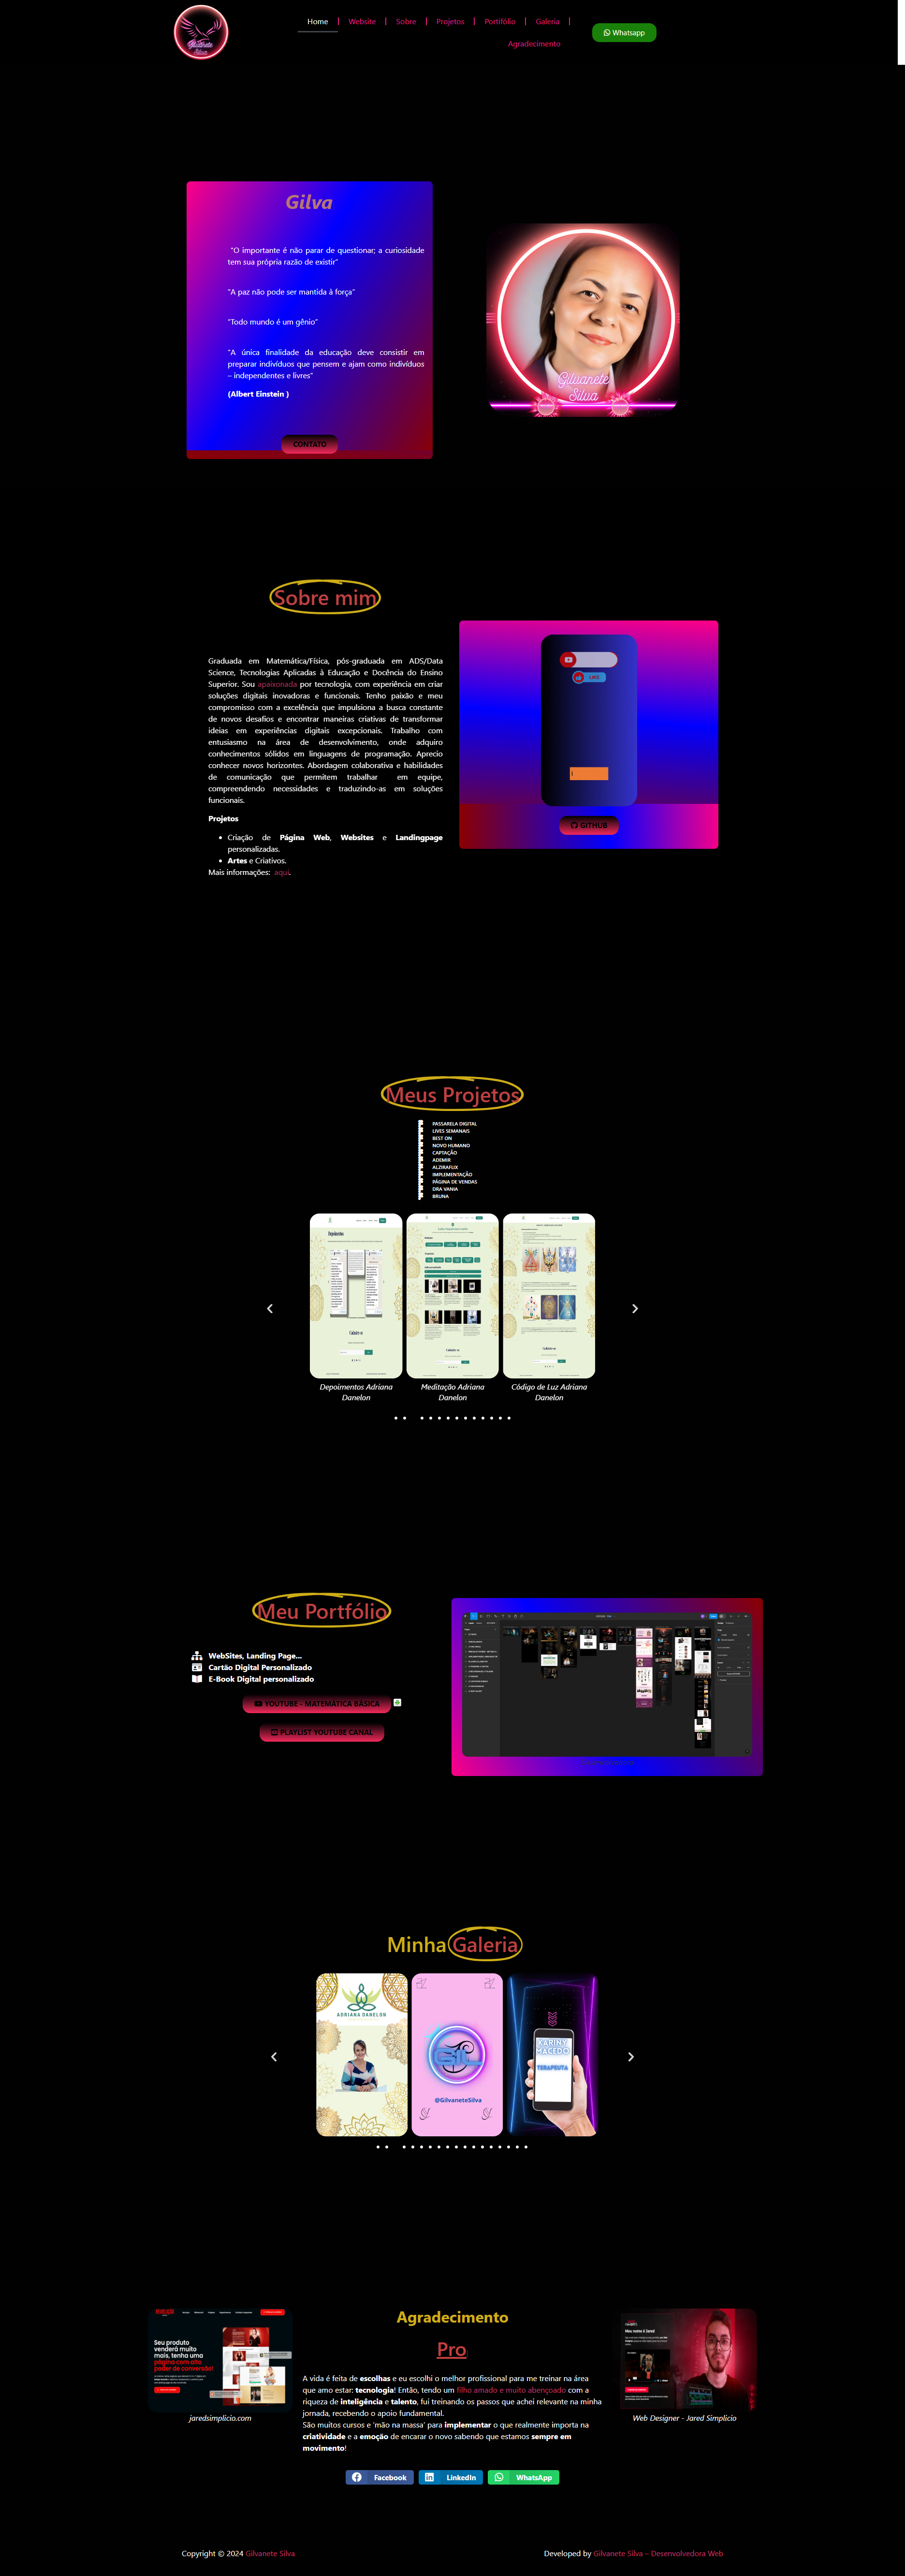 Gilvanete
Silva
Home
Website
Sobre
Projetos
Portifólio
Galeria
Agradecimento
Whatsapp
Gilva
"O importante é não parar de questionar; a curiosidade
tem sua própria razão de existir"
"A paz não pode ser mantida à força"
"Todo mundo é um gênio"
"A única finalidade da educação deve consistir em
preparar indivíduos que pensem e ajam como indivíduos
– independentes e livres"
(Albert Einstein )
CONTATO
Gilvanete
Silva
Sobre mim
Graduada em Matemática/Física, pós-graduada em ADS/Data
Science, Tecnologias Aplicadas à Educação e Docência do Ensino
Superior. Sou apaixonada por tecnologia, com experiência em criar
soluções digitais inovadoras e funcionais. Tenho paixão e meu
compromisso com a excelência que impulsiona a busca constante
de novos desafios e encontrar maneiras criativas de transformar
ideias em experiências digitais excepcionais. Trabalho com
entusiasmo na área de desenvolvimento, onde adquiro
conhecimentos sólidos em linguagens de programação. Aprecio
conhecer novos horizontes. Abordagem colaborativa e habilidades
de comunicação que permitem trabalhar em equipe,
compreendendo necessidades e traduzindo-as em soluções
funcionais.
Projetos
Criação de Página Web, Websites e Landingpage
personalizadas.
Artes e Criativos.
Mais informações: aqui.
LIKE
GITHUB
Meus Projetos
PASSARELA DIGITAL
LIVES SEMANAIS
BEST ON
NOVO HUMANO
CAPTAÇÃO
ADEMIR
ALZIRAFLIX
IMPLEMENTAÇÃO
PÁGINA DE VENDAS
DRA VANIA
BRUNA
Depoimentos
Cadastre-se
Depoimentos Adriana
Danelon
Meditação Adriana
Danelon
Código de Luz Adriana
Danelon
Meu Portfólio
WebSites, Landing Page...
Cartão Digital Personalizado
E-Book Digital personalizado
YOUTUBE - MATEMÁTICA BÁSICA
PLAYLIST YOUTUBE CANAL
Minha Galeria
ADRIANA DANELON
GIL
@GilvaneteSilva
KARINY
MACEDO
TERAPEUTA
Seu produto
venderá muito
mais, tenha uma
página com alto
poder de conversão!
jaredsimplicio.com
Agradecimento
Pro
A vida é feita de escolhas e eu escolhi o melhor profissional para me treinar na área
que amo estar: tecnologia! Então, tendo um filho amado e muito abençoado com a
riqueza de inteligência e talento, fui treinando os passos que achei relevante na minha
jornada, recebendo o apoio fundamental.
São muitos cursos e 'mão na massa' para implementar o que realmente importa na
criatividade e a emoção de encarar o novo sabendo que estamos sempre em
movimento!
Meu nome é Jared
Web Designer - Jared Simplicio
Facebook
LinkedIn
WhatsApp
Copyright © 2024 Gilvanete Silva
Developed by Gilvanete Silva – Desenvolvedora Web